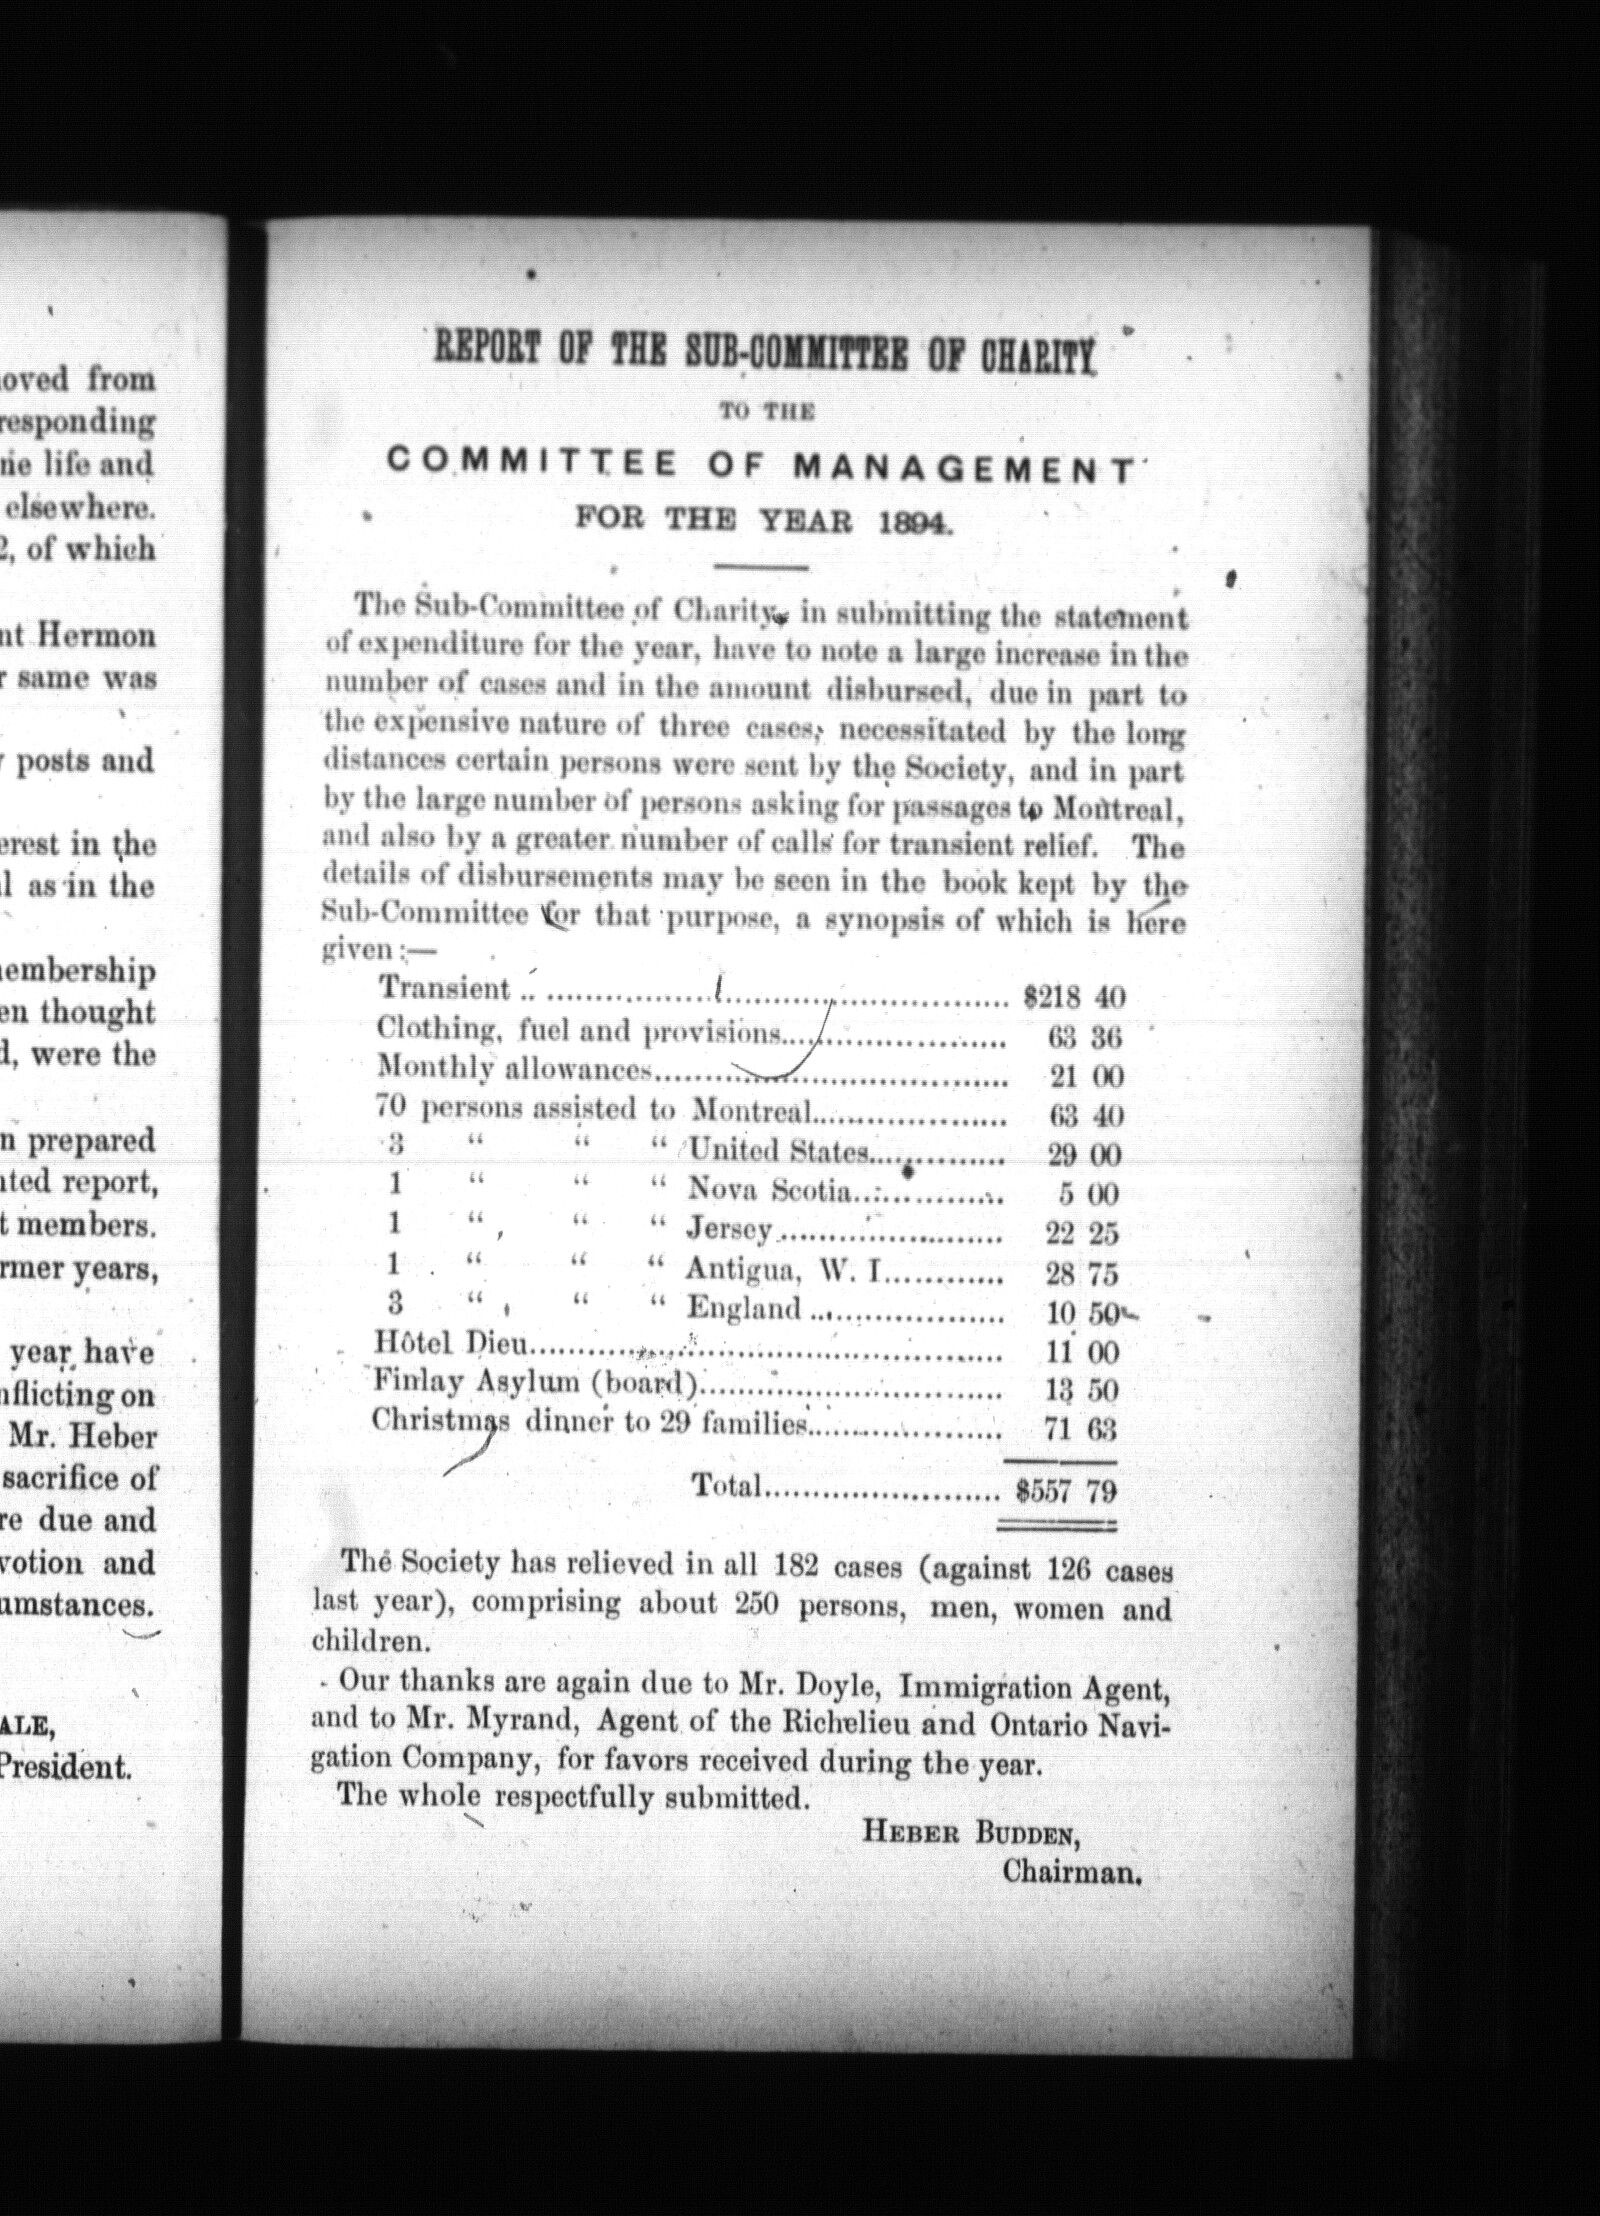 oved from
responding
rie life and
elsewhere.
2, of which
nt Hermon
r same was
y posts and
erest in the
al as in the
nembership
en thought
d, were the
n prepared
nted report,
t members.
rmer years,
year have
nflicting on
Mr. Heber
sacrifice of
re due and
votion and
umstances.
ALE,
President.
REPORT OF THE SUB-COMMITTEE OF CHARITY
TO THE
COMMITTEE OF MANAGEMENT
FOR THE YEAR 1894.
The Sub-Committee of Charity, in submitting the statement
of expenditure for the year, have to note a large increase in the
number of cases and in the amount disbursed, due in part to
the expensive nature of three cases, necessitated by the long
distances certain persons were sent by the Society, and in part
by the large number of persons asking for passages to Montreal,
and also by a greater number of calls for transient relief. The
details of disbursements may be seen in the book kept by the
Sub-Committee for that purpose, a synopsis of which is here
given :—
Transient .. ................................................ $218 40
Clothing, fuel and provisions....................... 63 36
Monthly allowances.................................... 21 00
70 persons assisted to Montreal.................... 63 40
3 “ “ “ United States.............. 29 00
1 “ “ “ Nova Scotia............... 5 00
1 “ “ “ Jersey....................... 22 25
1 “ “ “ Antigua, W. I............ 28 75
3 “ “ “ England .................... 10 50
Hôtel Dieu................................................ 11 00
Finlay Asylum (board)............................... 13 50
Christmas dinner to 29 families.................... 71 63
Total........................ $557 79
The Society has relieved in all 182 cases (against 126 cases
last year), comprising about 250 persons, men, women and
children.
Our thanks are again due to Mr. Doyle, Immigration Agent,
and to Mr. Myrand, Agent of the Richelieu and Ontario Navi-
gation Company, for favors received during the year.
The whole respectfully submitted.
HEBER BUDDEN,
Chairman.